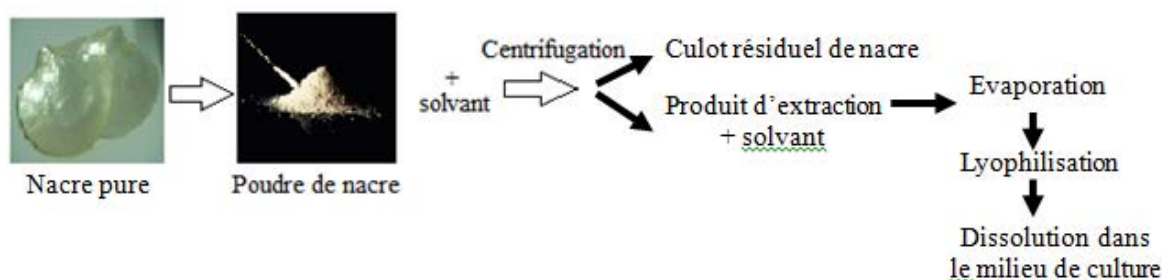 Nacre pure
Poudre de nacre
+
solvant
Centrifugation
Culot résiduel de nacre
Produit d'extraction
+ solvant
Evaporation
Lyophilisation
Dissolution dans
le milieu de culture